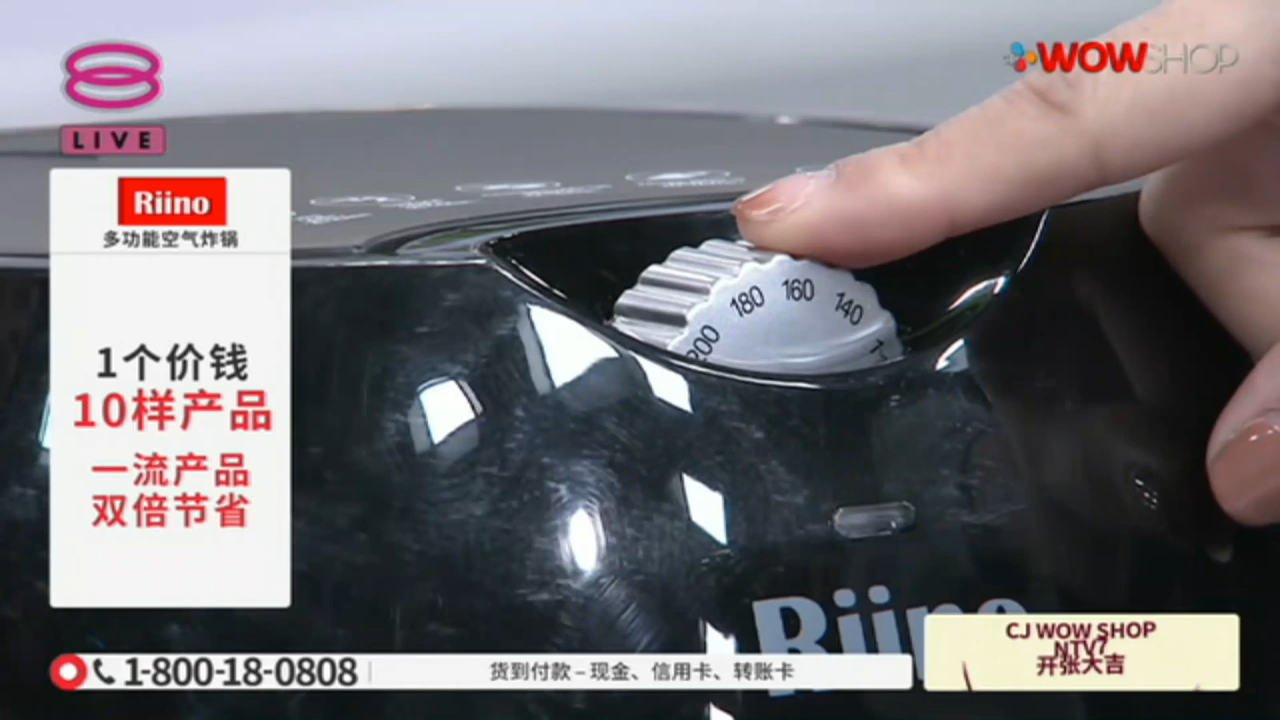 WOWSHOP
LIVE
Riino
多功能空气炸锅
1个价钱
10样产品
一流产品
双倍节省
200
180
160
140
Riino
1-800-18-0808
货到付款 – 现金、信用卡、转账卡
CJ WOW SHOP
NTV7
开张大吉